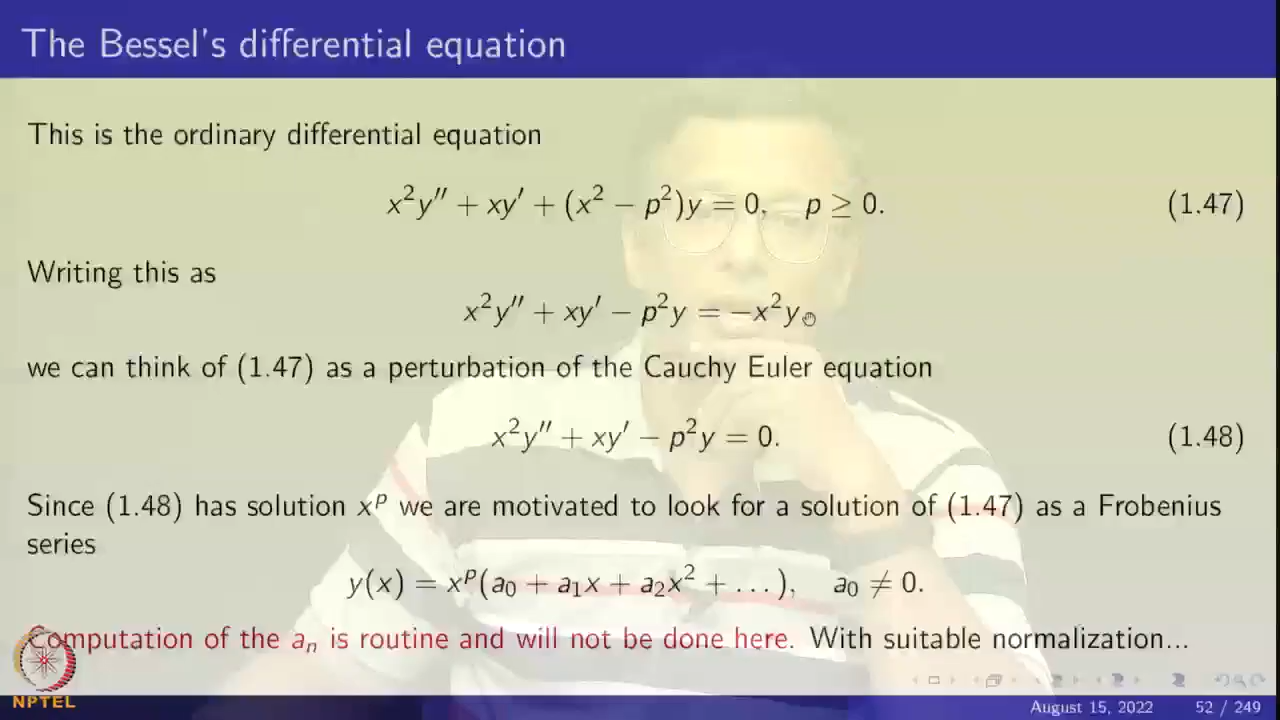 The Bessel's differential equation
This is the ordinary differential equation
x²y″ + xy′ + (x² − p²)y = 0, p ≥ 0. (1.47)
Writing this as
x²y″ + xy′ − p²y = −x²y
we can think of (1.47) as a perturbation of the Cauchy Euler equation
x²y″ + xy′ − p²y = 0. (1.48)
Since (1.48) has solution xᵖ we are motivated to look for a solution of (1.47) as a Frobenius
series
y(x) = xᵖ(a₀ + a₁x + a₂x² + . . . ), a₀ ≠ 0.
Computation of the aₙ is routine and will not be done here. With suitable normalization...
NPTEL
August 15, 2022 52 / 249